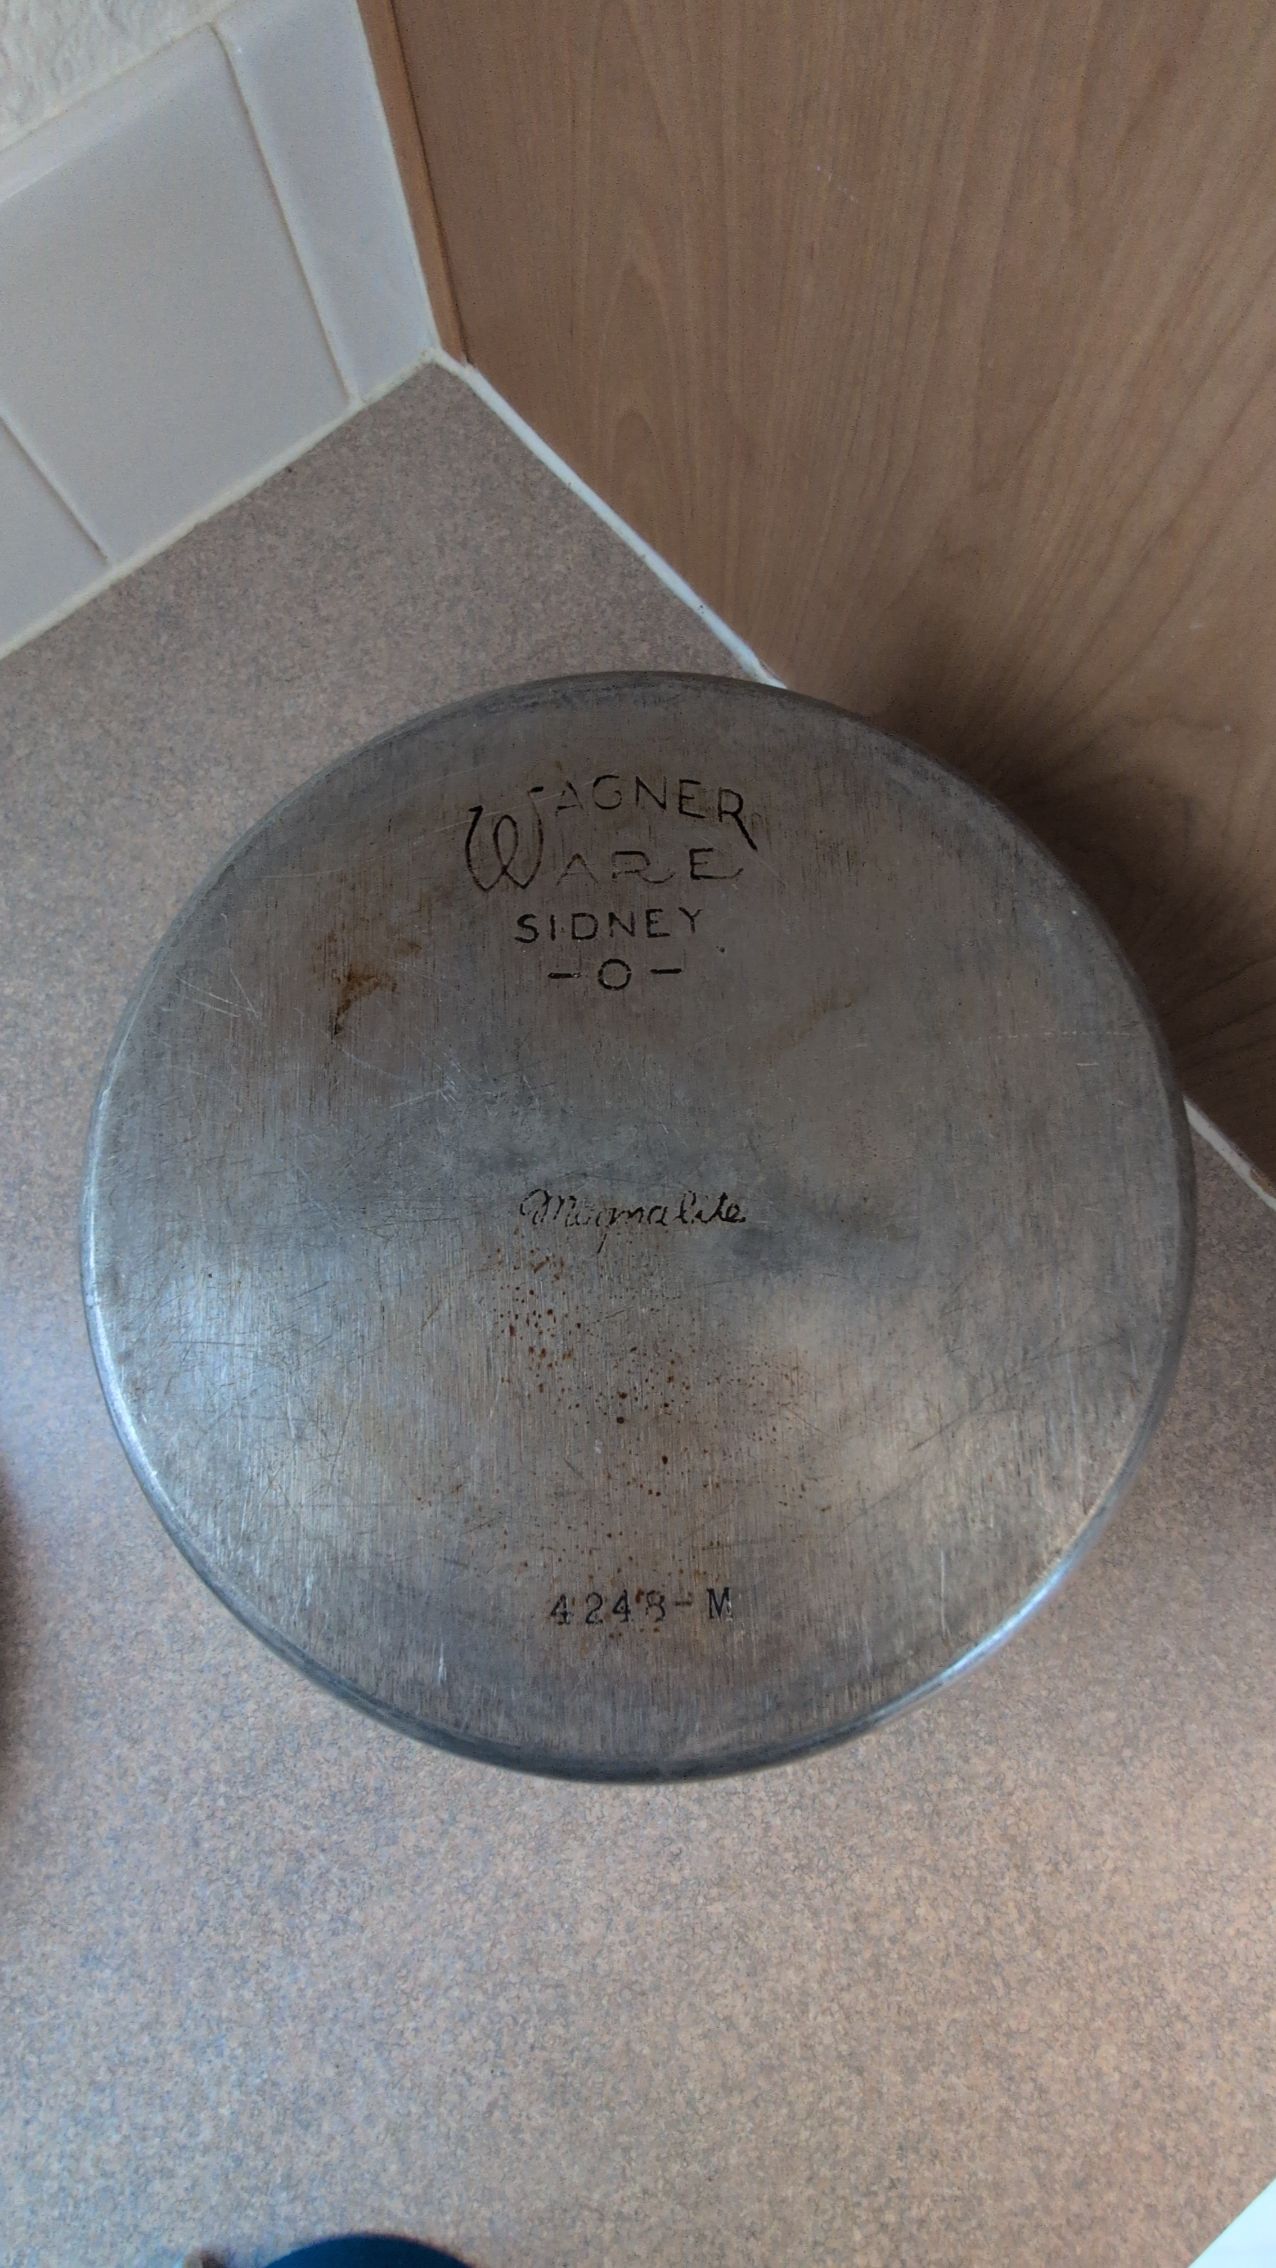 WAGNER
WARE
SIDNEY
-O-
Magnalite
4248-M